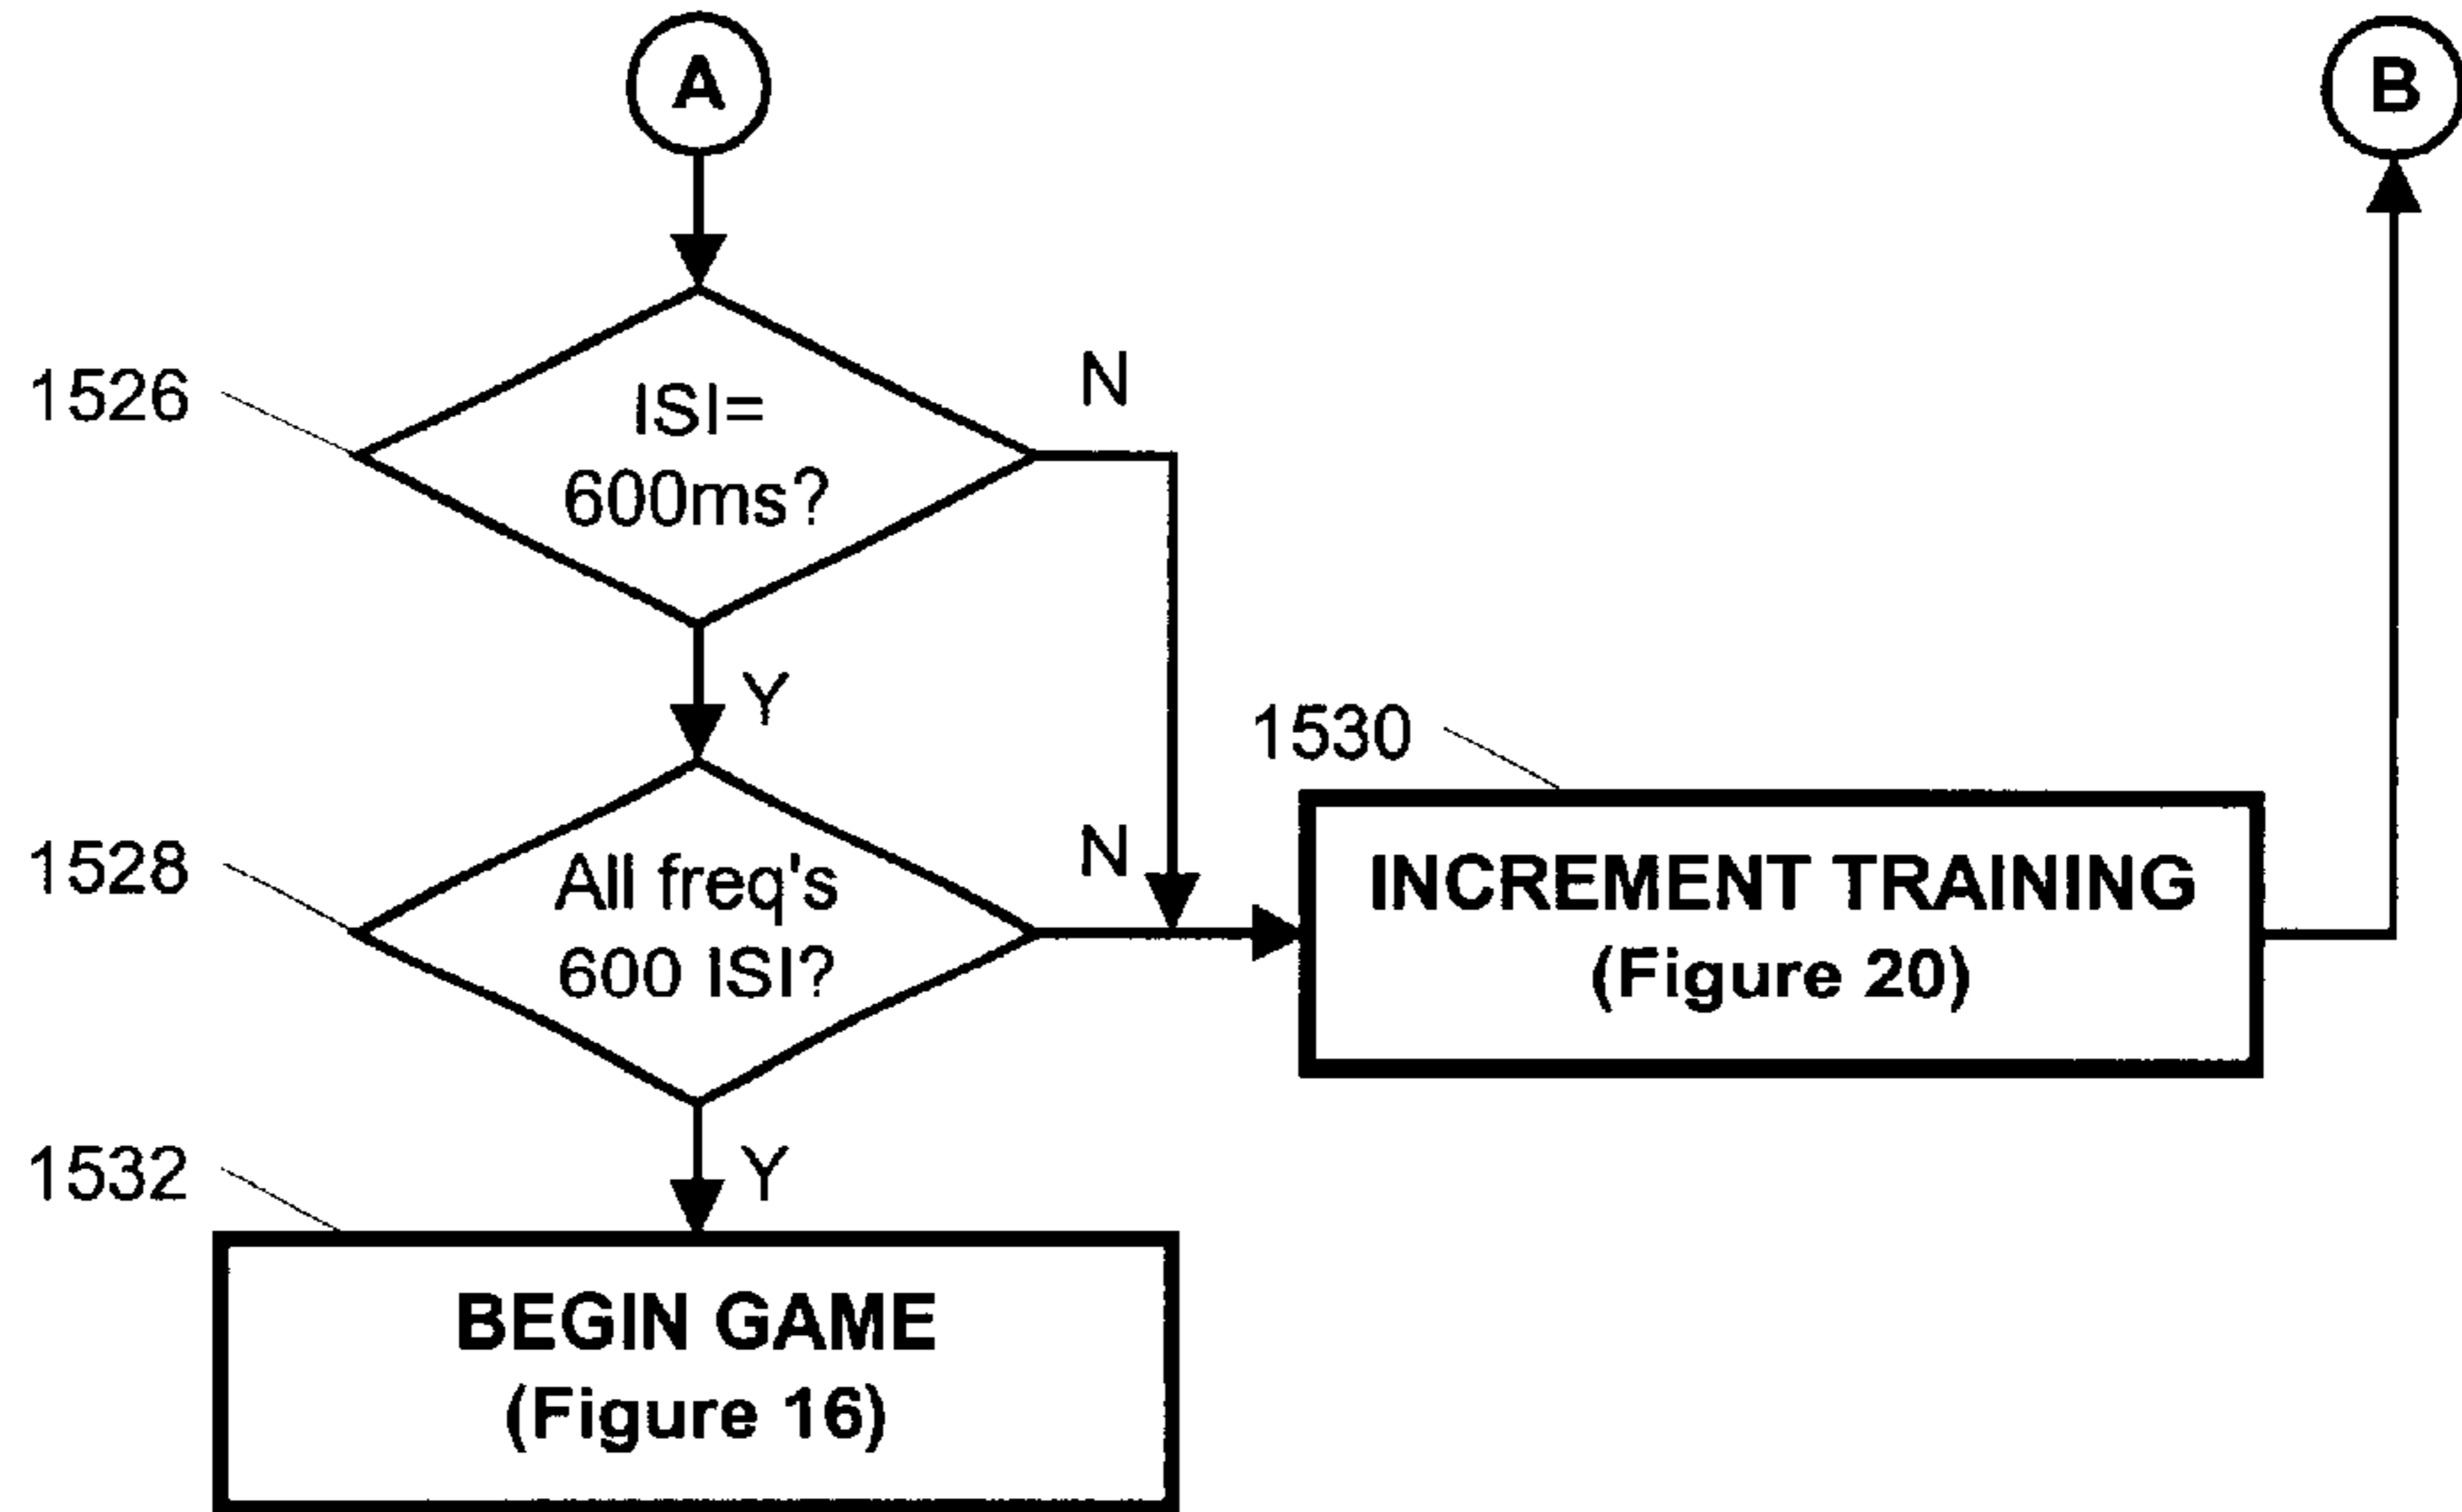 A
B
1526
ISI=
600ms?
N
Y
1530
1528
All freq's
600 ISI?
N
INCREMENT TRAINING
(Figure 20)
1532
Y
BEGIN GAME
(Figure 16)